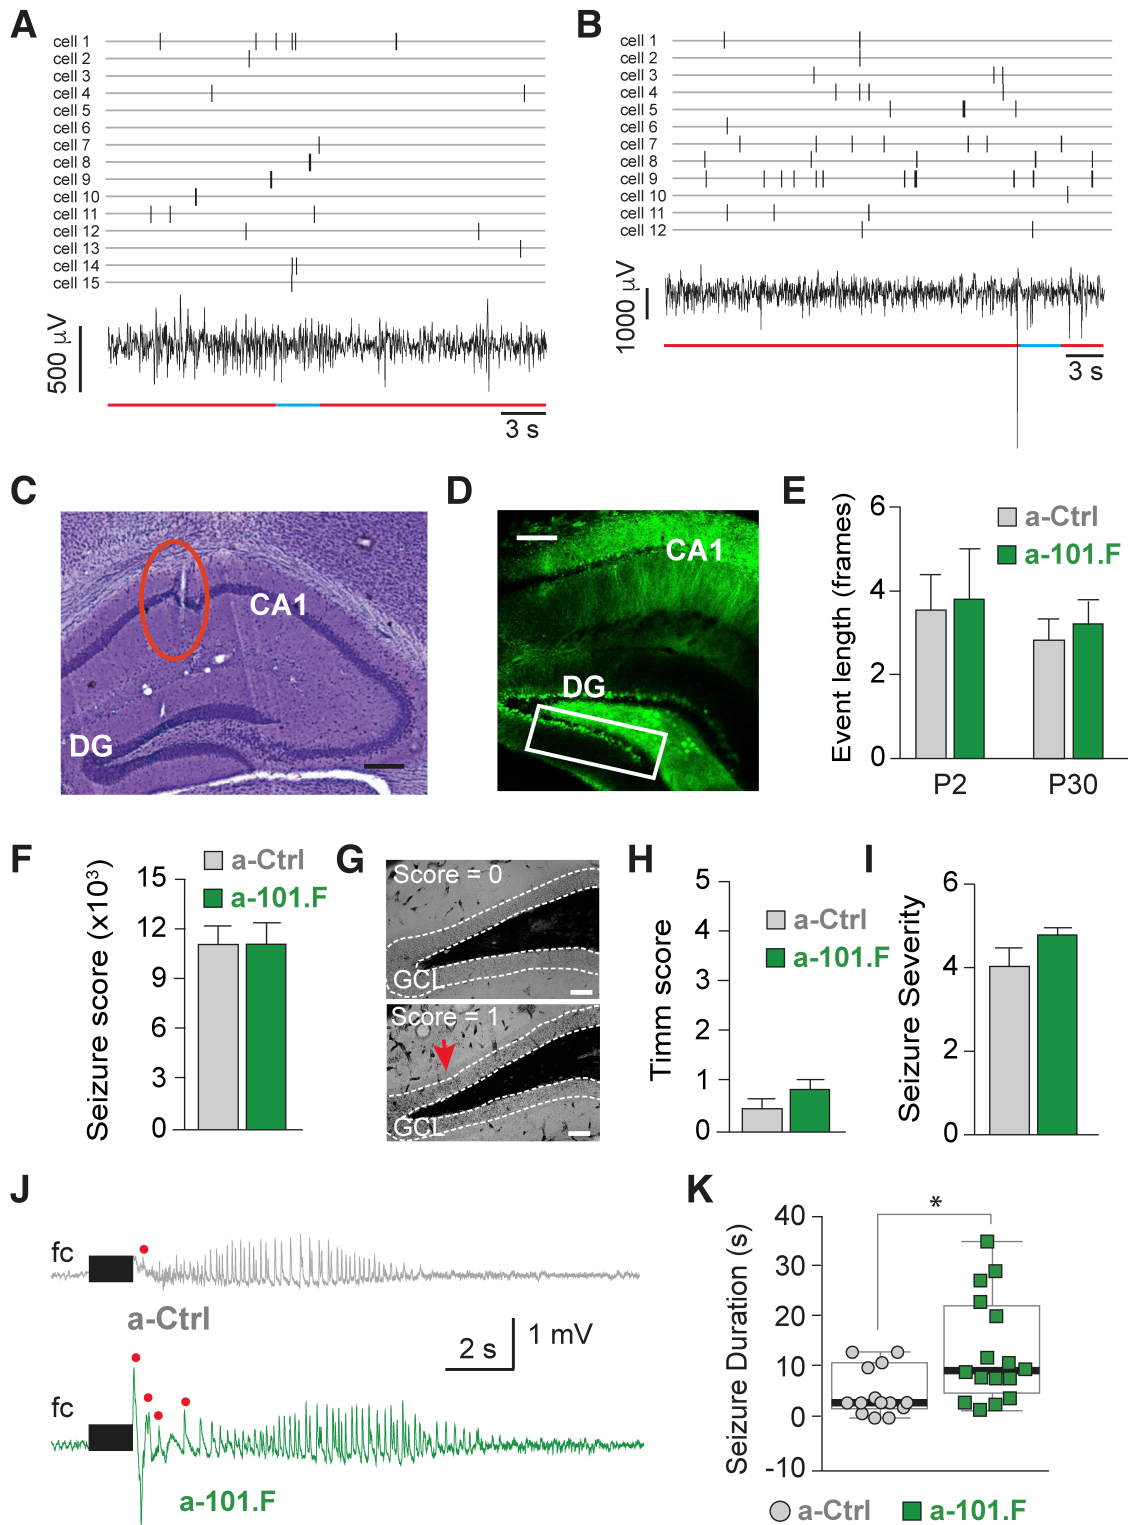 A
cell 1
cell 2
cell 3
cell 4
cell 5
cell 6
cell 7
cell 8
cell 9
cell 10
cell 11
cell 12
cell 13
cell 14
cell 15
500 µV
3 s
B
cell 1
cell 2
cell 3
cell 4
cell 5
cell 6
cell 7
cell 8
cell 9
cell 10
cell 11
cell 12
1000 µV
3 s
C
CA1
DG
D
CA1
DG
E
Event length (frames)
6
4
2
0
a-Ctrl
a-101.F
P2
P30
F
Seizure score (x10³)
15
12
9
6
3
0
a-Ctrl
a-101.F
G
Score = 0
GCL
Score = 1
GCL
H
Timm score
5
4
3
2
1
0
a-Ctrl
a-101.F
I
Seizure Severity
6
4
2
0
J
fc
a-Ctrl
2 s
1 mV
fc
a-101.F
K
Seizure Duration (s)
40
30
20
10
0
-10
*
a-Ctrl
a-101.F